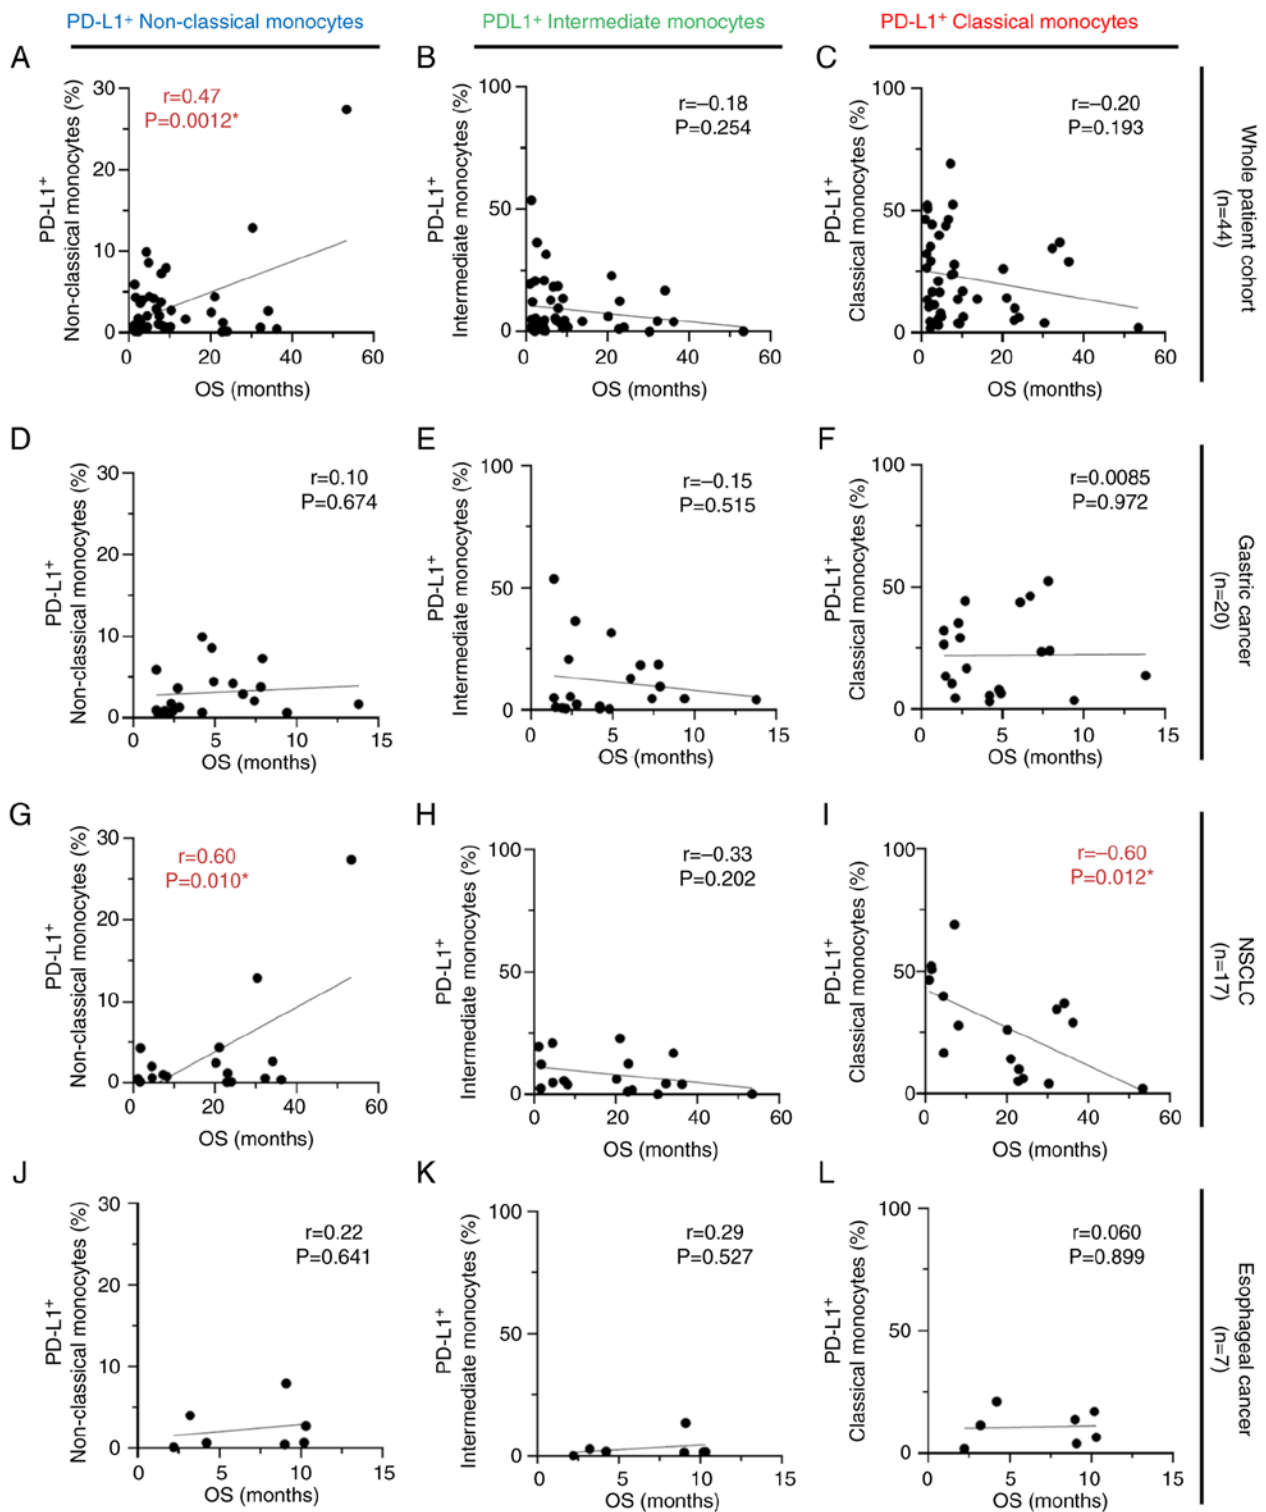 PD-L1+ Non-classical monocytes
PDL1+ Intermediate monocytes
PD-L1+ Classical monocytes
A
PD-L1+
Non-classical monocytes (%)
30
20
10
0
r=0.47
P=0.0012*
0 20 40 60
OS (months)
B
PD-L1+
Intermediate monocytes (%)
100
50
0
r=–0.18
P=0.254
0 20 40 60
OS (months)
C
PD-L1+
Classical monocytes (%)
100
50
0
r=–0.20
P=0.193
0 20 40 60
OS (months)
Whole patient cohort
(n=44)
D
PD-L1+
Non-classical monocytes (%)
30
20
10
0
r=0.10
P=0.674
0 5 10 15
OS (months)
E
PD-L1+
Intermediate monocytes (%)
100
50
0
r=–0.15
P=0.515
0 5 10 15
OS (months)
F
PD-L1+
Classical monocytes (%)
100
50
0
r=0.0085
P=0.972
0 5 10 15
OS (months)
Gastric cancer
(n=20)
G
PD-L1+
Non-classical monocytes (%)
30
20
10
0
r=0.60
P=0.010*
0 20 40 60
OS (months)
H
PD-L1+
Intermediate monocytes (%)
100
50
0
r=–0.33
P=0.202
0 20 40 60
OS (months)
I
PD-L1+
Classical monocytes (%)
100
50
0
r=–0.60
P=0.012*
0 20 40 60
OS (months)
NSCLC
(n=17)
J
PD-L1+
Non-classical monocytes (%)
30
20
10
0
r=0.22
P=0.641
0 5 10 15
OS (months)
K
PD-L1+
Intermediate monocytes (%)
100
50
0
r=0.29
P=0.527
0 5 10 15
OS (months)
L
PD-L1+
Classical monocytes (%)
100
50
0
r=0.060
P=0.899
0 5 10 15
OS (months)
Esophageal cancer
(n=7)